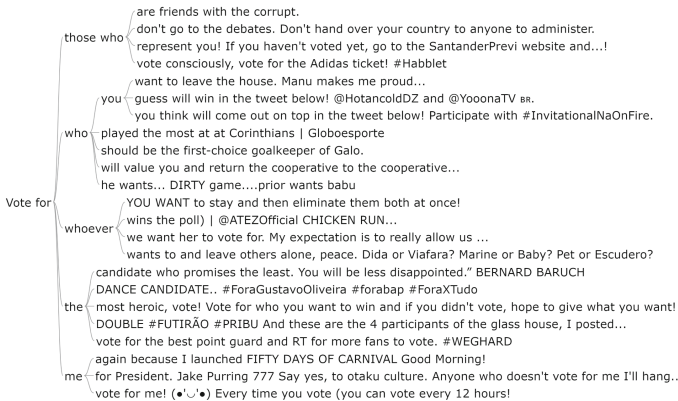 are friends with the corrupt.
those who
don't go to the debates. Don't hand over your country to anyone to administer.
represent you! If you haven't voted yet, go to the SantanderPrevi website and...!
vote consciously, vote for the Adidas ticket! #Habblet
want to leave the house. Manu makes me proud...
you
guess will win in the tweet below! @HotancoldDZ and @YooonaTV BR.
you think will come out on top in the tweet below! Participate with #InvitationalNaOnFire.
who
played the most at at Corinthians | Globoesporte
should be the first-choice goalkeeper of Galo.
will value you and return the cooperative to the cooperative...
he wants... DIRTY game....prior wants babu
Vote for
YOU WANT to stay and then eliminate them both at once!
whoever
wins the poll) | @ATEZOfficial CHICKEN RUN...
we want her to vote for. My expectation is to really allow us ...
wants to and leave others alone, peace. Dida or Viafara? Marine or Baby? Pet or Escudero?
candidate who promises the least. You will be less disappointed.” BERNARD BARUCH
DANCE CANDIDATE.. #ForaGustavoOliveira #forabap #ForaXTudo
the
most heroic, vote! Vote for who you want to win and if you didn't vote, hope to give what you want!
DOUBLE #FUTIRÃO #PRIBU And these are the 4 participants of the glass house, I posted...
vote for the best point guard and RT for more fans to vote. #WEGHARD
again because I launched FIFTY DAYS OF CARNIVAL Good Morning!
me
for President. Jake Purring 777 Say yes, to otaku culture. Anyone who doesn't vote for me I'll hang..
vote for me! (●'◡'●) Every time you vote (you can vote every 12 hours!